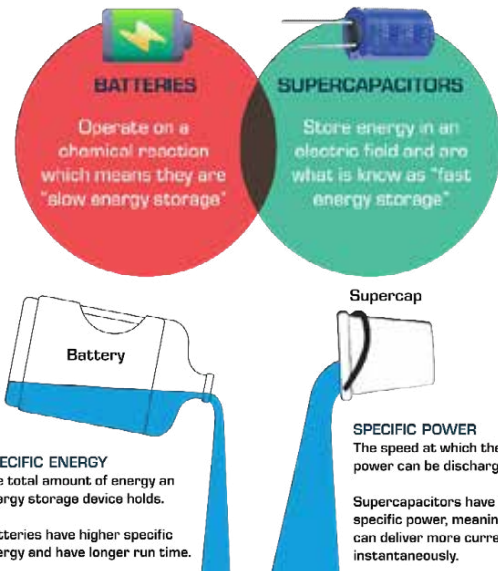 BATTERIES
Operate on a
chemical reaction
which means they are
"slow energy storage"
SUPERCAPACITORS
Store energy in an
electric field and are
what is know as "fast
energy storage"
Battery
Supercap
ECIFIC ENERGY
e total amount of energy an
ergy storage device holds.
tteries have higher specific
ergy and have longer run time.
SPECIFIC POWER
The speed at which the
power can be discharg
Supercapacitors have
specific power, meanin
can deliver more curre
instantaneously.